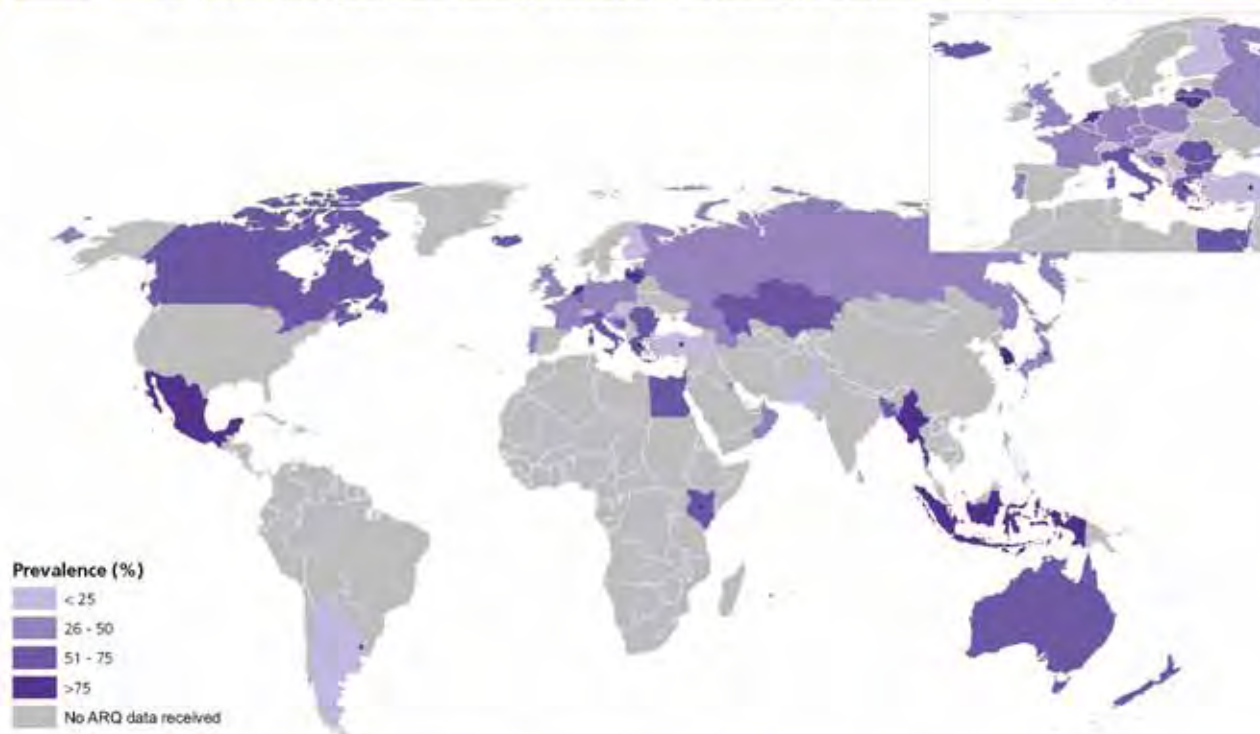 Prevalence (%)
< 25
26 - 50
51 - 75
>75
No ARQ data received